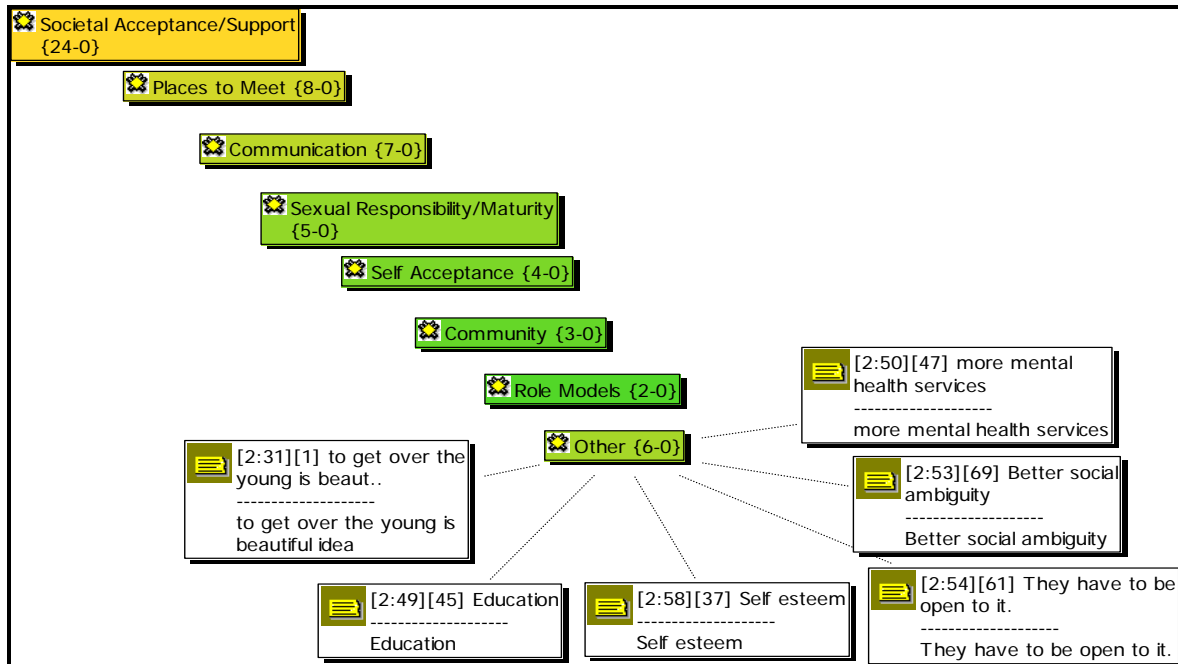 Societal Acceptance/Support
{24-0}
Places to Meet {8-0}
Communication {7-0}
Sexual Responsibility/Maturity
{5-0}
Self Acceptance {4-0}
Community {3-0}
Role Models {2-0}
Other {6-0}
[2:50][47] more mental
health services
--------------------
more mental health services
[2:31][1] to get over the
young is beaut..
--------------------
to get over the young is
beautiful idea
[2:53][69] Better social
ambiguity
--------------------
Better social ambiguity
[2:49][45] Education
--------------------
Education
[2:58][37] Self esteem
--------------------
Self esteem
[2:54][61] They have to be
open to it.
--------------------
They have to be open to it.